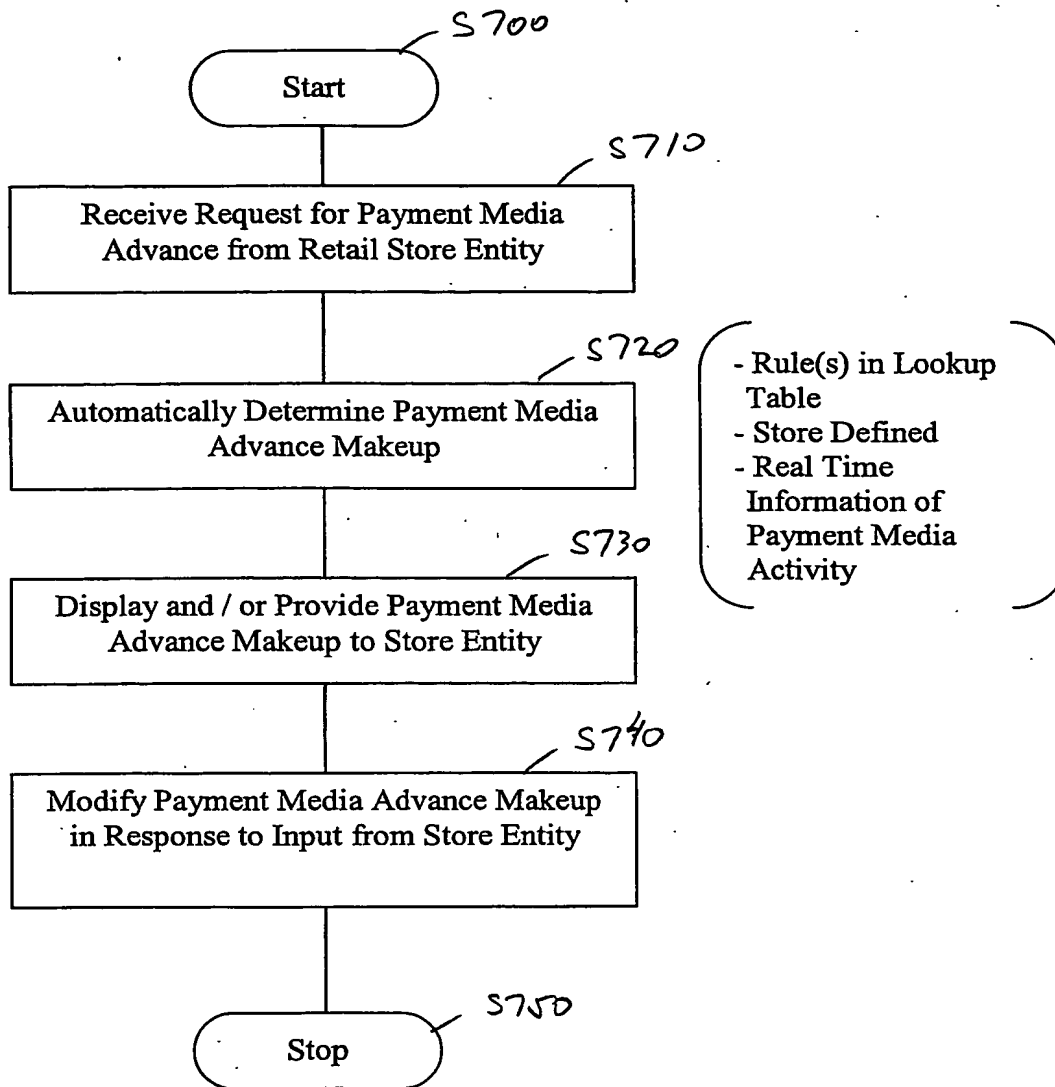 S700
Start
S710
Receive Request for Payment Media
Advance from Retail Store Entity
S720
Automatically Determine Payment Media
Advance Makeup
- Rule(s) in Lookup
Table
- Store Defined
- Real Time
Information of
Payment Media
Activity
S730
Display and / or Provide Payment Media
Advance Makeup to Store Entity
S740
Modify Payment Media Advance Makeup
in Response to Input from Store Entity
S750
Stop